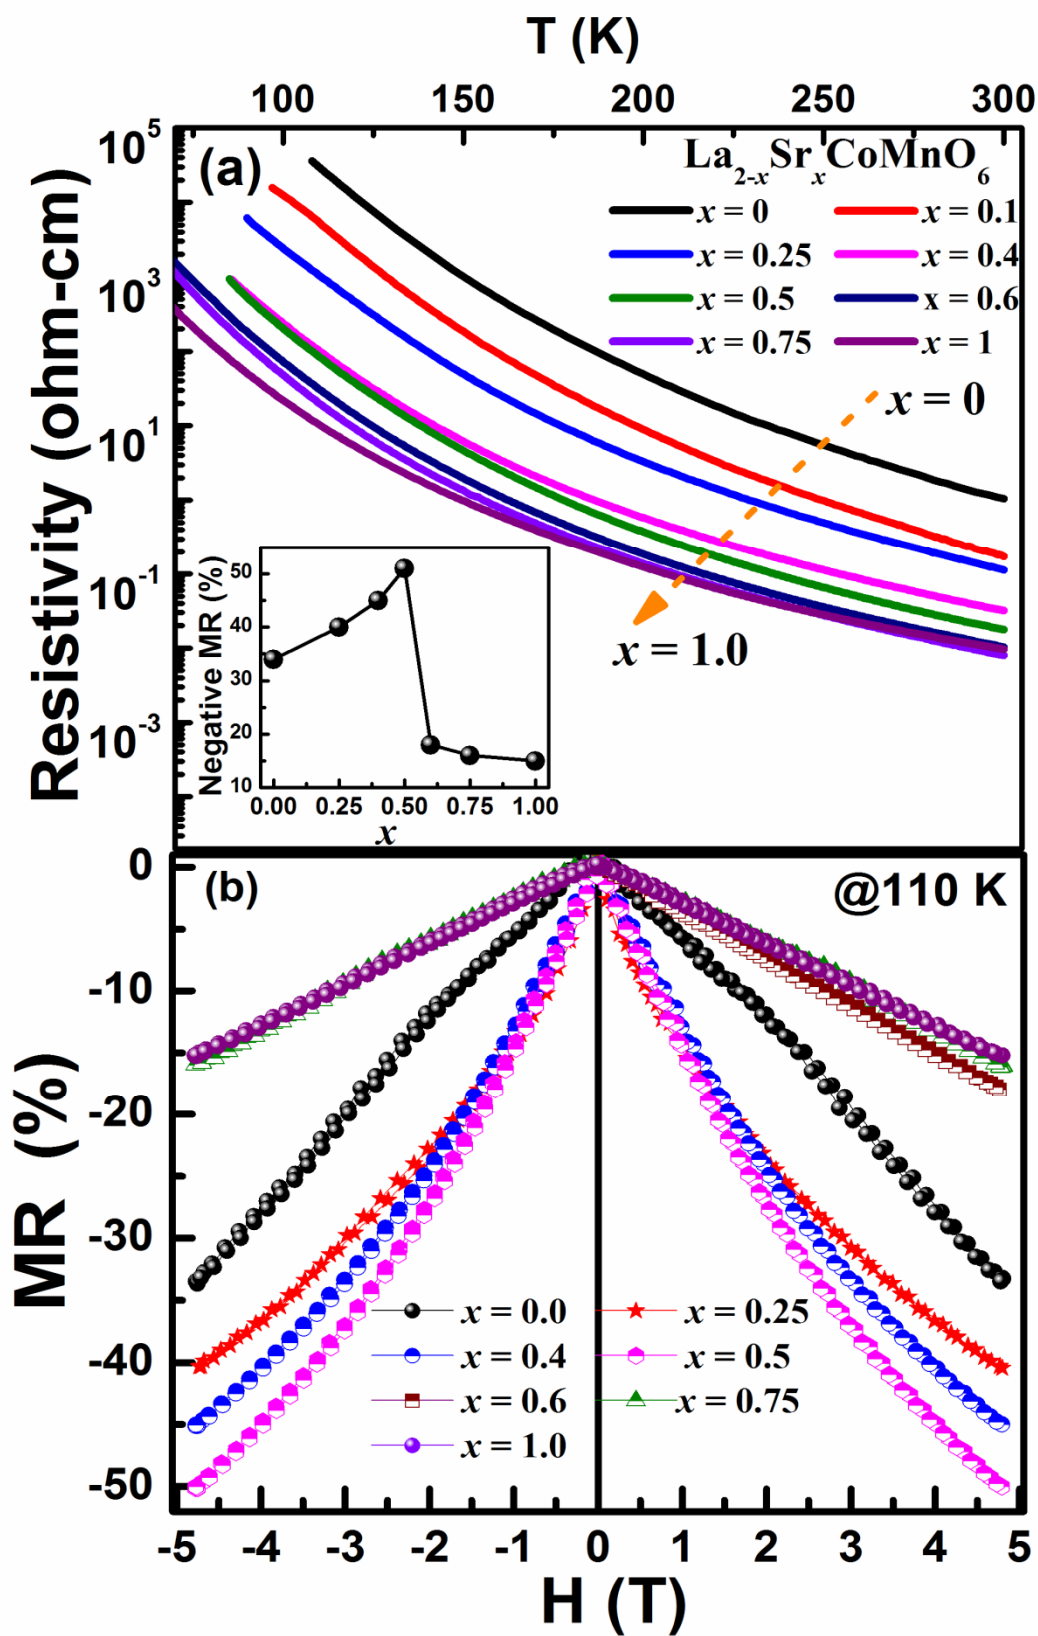 T (K)
100 150 200 250 300
Resistivity (ohm-cm)
10^5
10^3
10^1
10^-1
10^-3
(a)
La_{2-x}Sr_xCoMnO_6
x = 0 x = 0.1
x = 0.25 x = 0.4
x = 0.5 x = 0.6
x = 0.75 x = 1
x = 0
x = 1.0
Negative MR (%)
50
40
30
20
10
0.00 0.25 0.50 0.75 1.00
x
(b)
@110 K
MR (%)
0
-10
-20
-30
-40
-50
x = 0.0 x = 0.25
x = 0.4 x = 0.5
x = 0.6 x = 0.75
x = 1.0
-5 -4 -3 -2 -1 0 1 2 3 4 5
H (T)